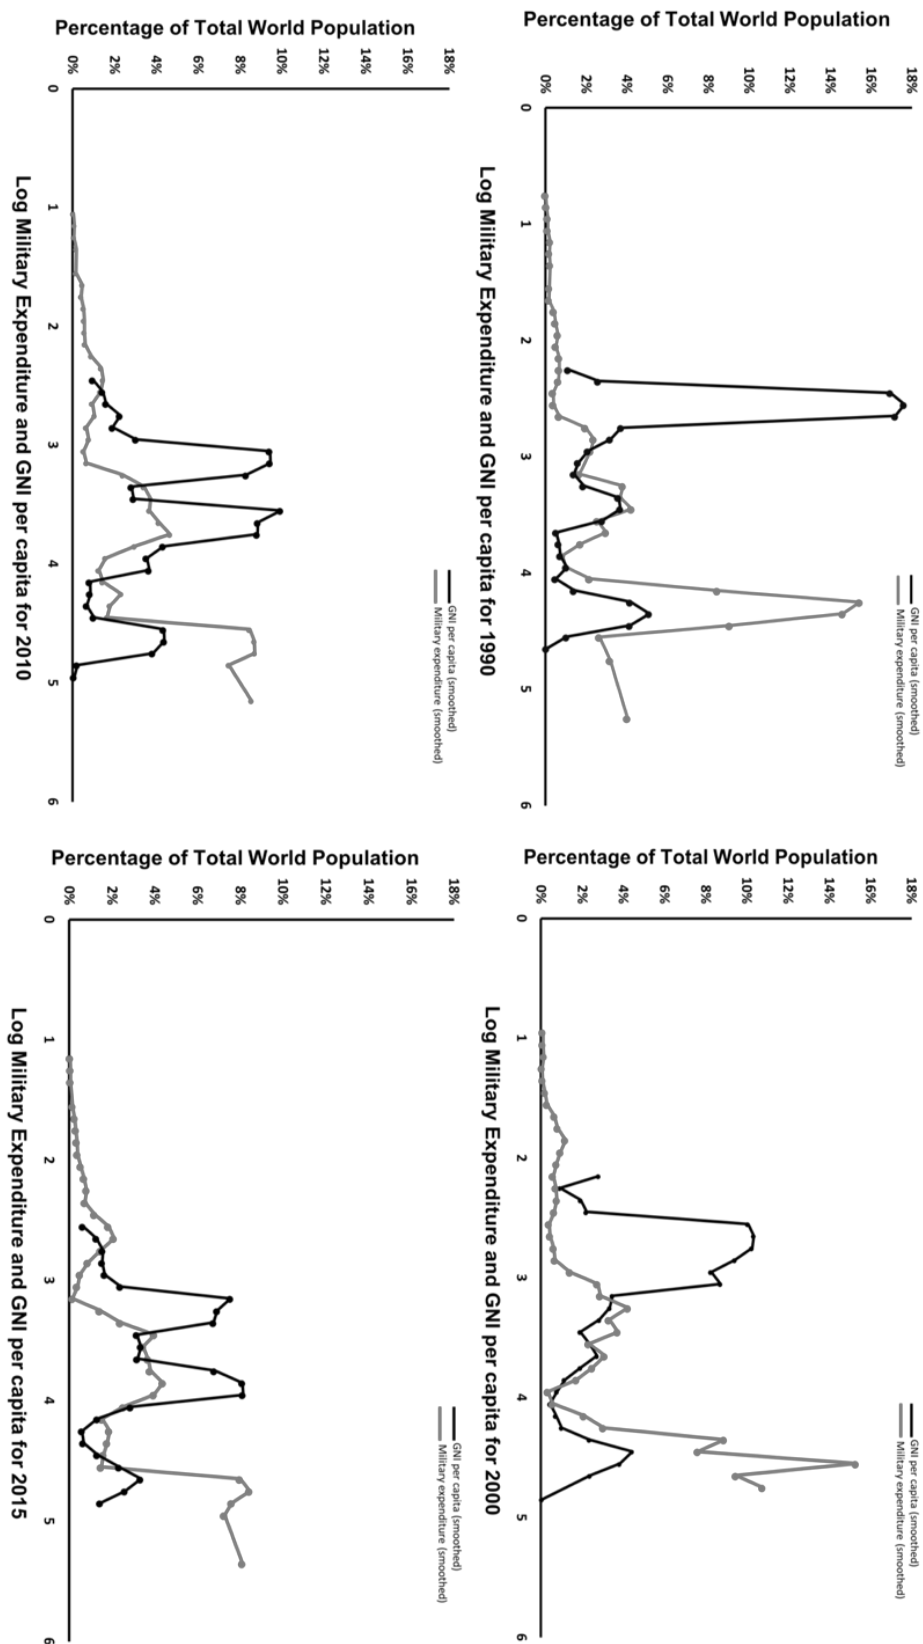 Percentage of Total World Population
18%
16%
14%
12%
10%
8%
6%
4%
2%
0%
0 1 2 3 4 5 6
GNI per capita (smoothed)
Military expenditure (smoothed)
Log Military Expenditure and GNI per capita for 1990
Percentage of Total World Population
18%
16%
14%
12%
10%
8%
6%
4%
2%
0%
0 1 2 3 4 5 6
GNI per capita (smoothed)
Military expenditure (smoothed)
Log Military Expenditure and GNI per capita for 2000
Percentage of Total World Population
18%
16%
14%
12%
10%
8%
6%
4%
2%
0%
0 1 2 3 4 5 6
GNI per capita (smoothed)
Military expenditure (smoothed)
Log Military Expenditure and GNI per capita for 2010
Percentage of Total World Population
18%
16%
14%
12%
10%
8%
6%
4%
2%
0%
0 1 2 3 4 5 6
GNI per capita (smoothed)
Military expenditure (smoothed)
Log Military Expenditure and GNI per capita for 2015